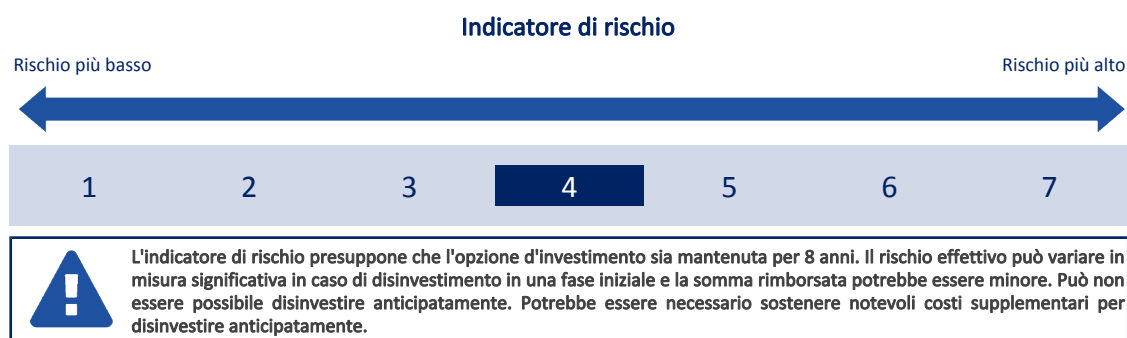 Indicatore di rischio
Rischio più basso
Rischio più alto
1 2 3 4 5 6 7
L'indicatore di rischio presuppone che l'opzione d'investimento sia mantenuta per 8 anni. Il rischio effettivo può variare in
misura significativa in caso di disinvestimento in una fase iniziale e la somma rimborsata potrebbe essere minore. Può non
essere possibile disinvestire anticipatamente. Potrebbe essere necessario sostenere notevoli costi supplementari per
disinvestire anticipatamente.